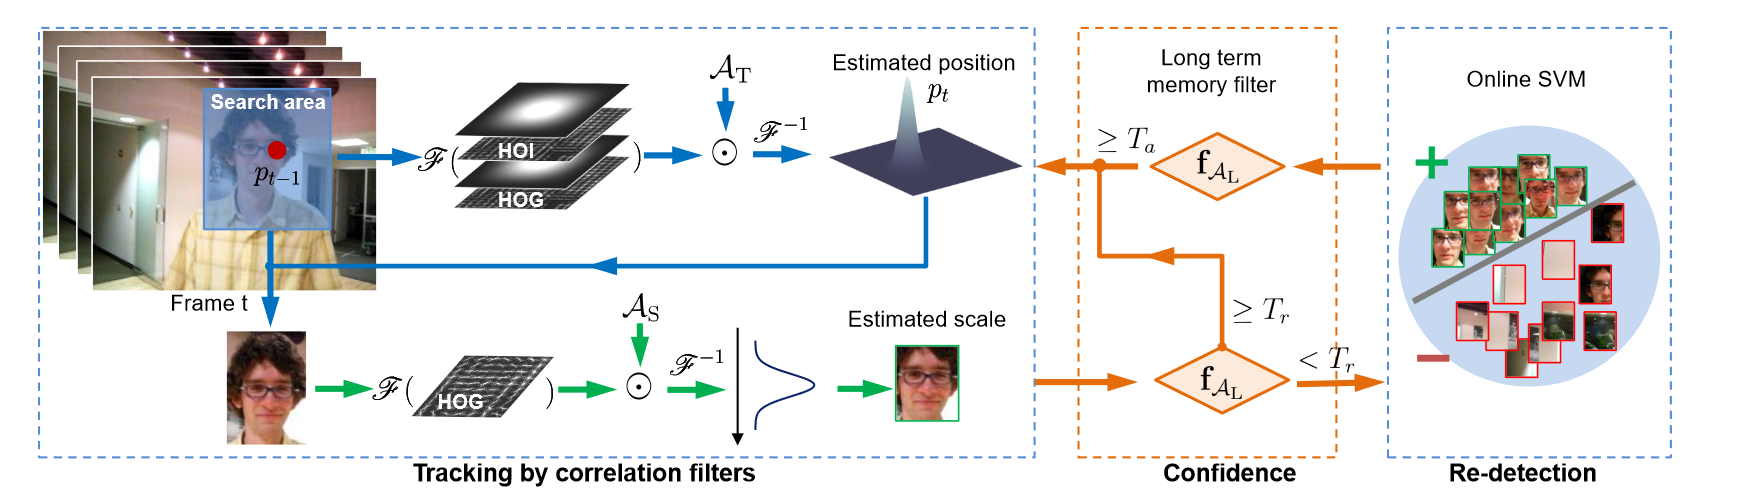 Search area
p_{t-1}
Frame t
ℱ(
HOI
HOG
)
𝒜_T
⊙
ℱ^{-1}
Estimated position
p_t
ℱ(
HOG
)
𝒜_S
⊙
ℱ^{-1}
Estimated scale
Tracking by correlation filters
Long term
memory filter
≥ T_a
f_{𝒜_L}
≥ T_r
f_{𝒜_L}
< T_r
Confidence
Online SVM
+
−
Re-detection